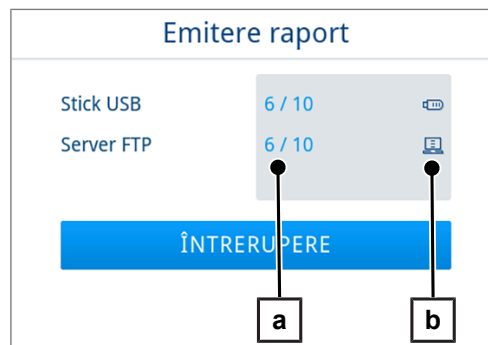 Emitere raport
Stick USB 6 / 10
Server FTP 6 / 10
ÎNTRERUPERE
a b